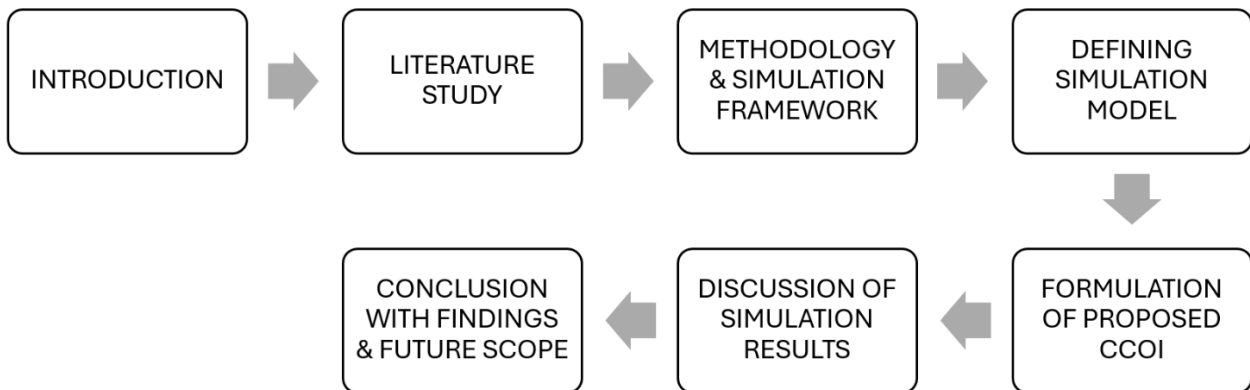 INTRODUCTION
LITERATURE
STUDY
METHODOLOGY
& SIMULATION
FRAMEWORK
DEFINING
SIMULATION
MODEL
FORMULATION
OF PROPOSED
CCOI
DISCUSSION OF
SIMULATION
RESULTS
CONCLUSION
WITH FINDINGS
& FUTURE SCOPE